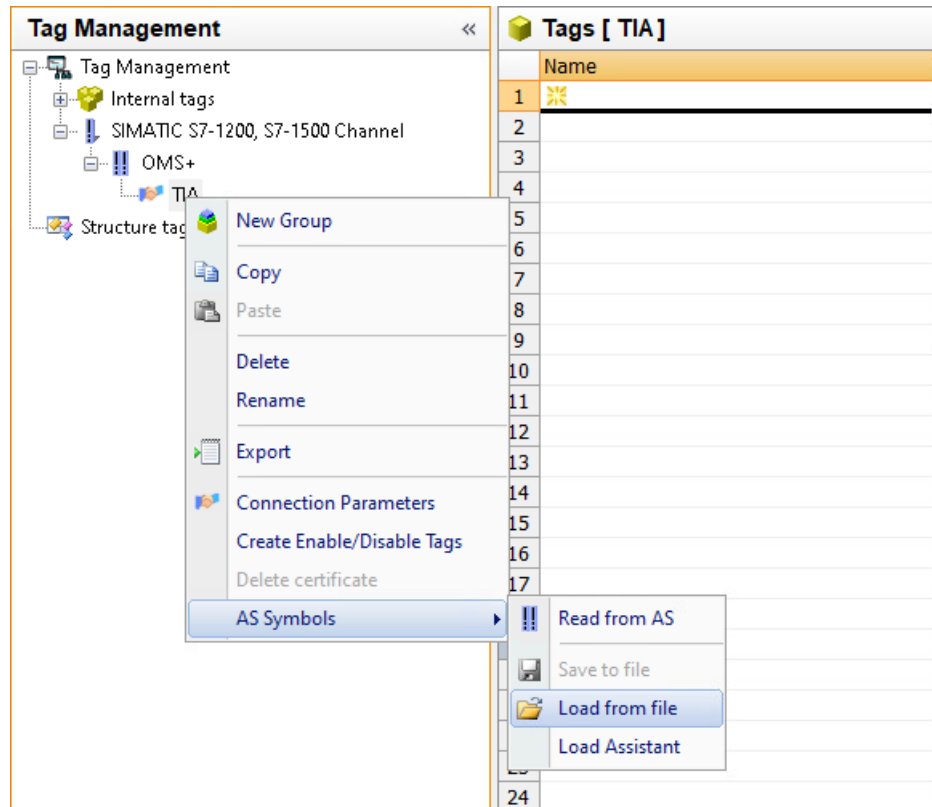 Tag Management «
Tag Management
Internal tags
SIMATIC S7-1200, S7-1500 Channel
OMS+
TIA
Structure tag
New Group
Copy
Paste
Delete
Rename
Export
Connection Parameters
Create Enable/Disable Tags
Delete certificate
AS Symbols
Read from AS
Save to file
Load from file
Load Assistant
Tags [ TIA ]
Name
1
2
3
4
5
6
7
8
9
10
11
12
13
14
15
16
17
24